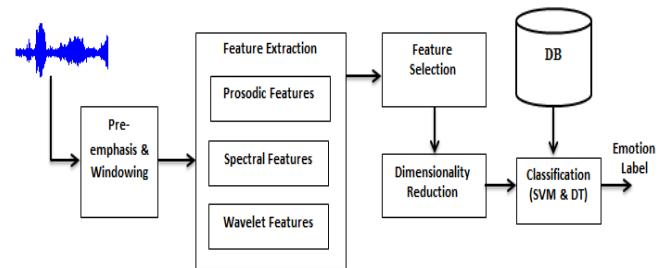 Pre-
emphasis &
Windowing
Feature Extraction
Prosodic Features
Spectral Features
Wavelet Features
Feature
Selection
Dimensionality
Reduction
DB
Classification
(SVM & DT)
Emotion
Label